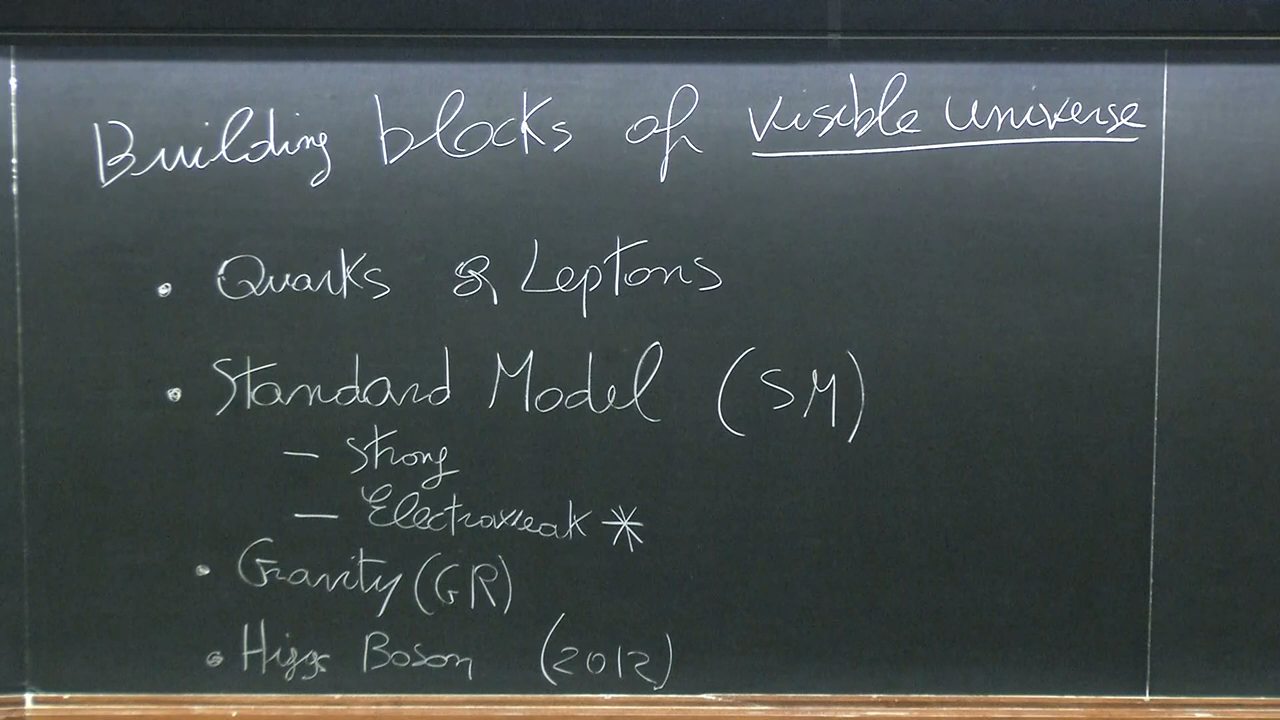 Building blocks of visible universe
• Quarks & Leptons
• Standard Model (SM)
– Strong
– Electroweak *
• Gravity (GR)
• Higgs Boson (2012)